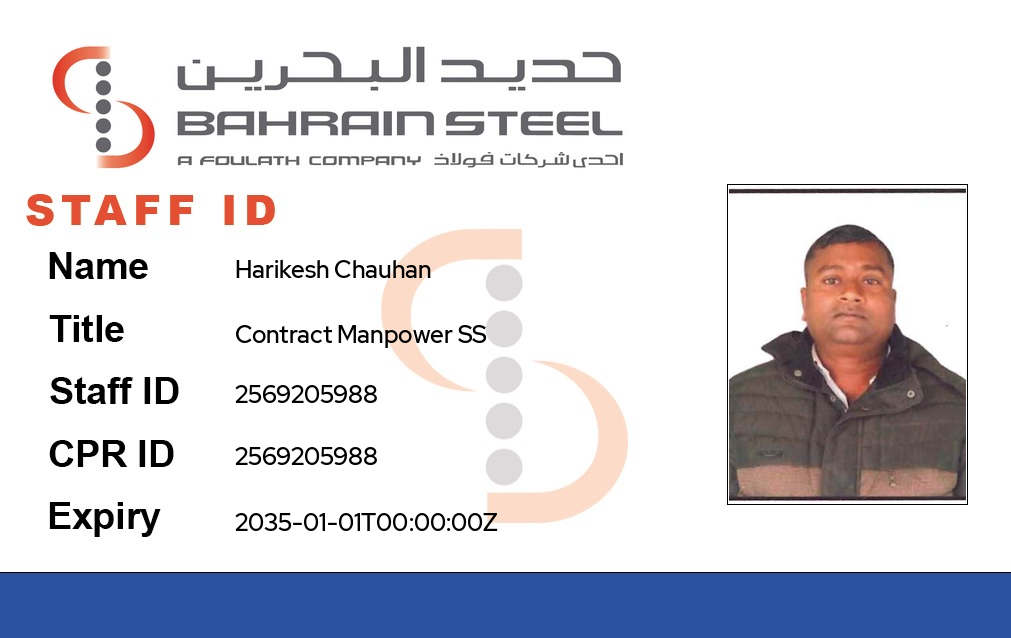 حديد البحرين
BAHRAIN STEEL
A FOULATH COMPANY احدى شركات فولاذ
STAFF ID
Name Harikesh Chauhan
Title Contract Manpower SS
Staff ID 2569205988
CPR ID 2569205988
Expiry 2035-01-01T00:00:00Z